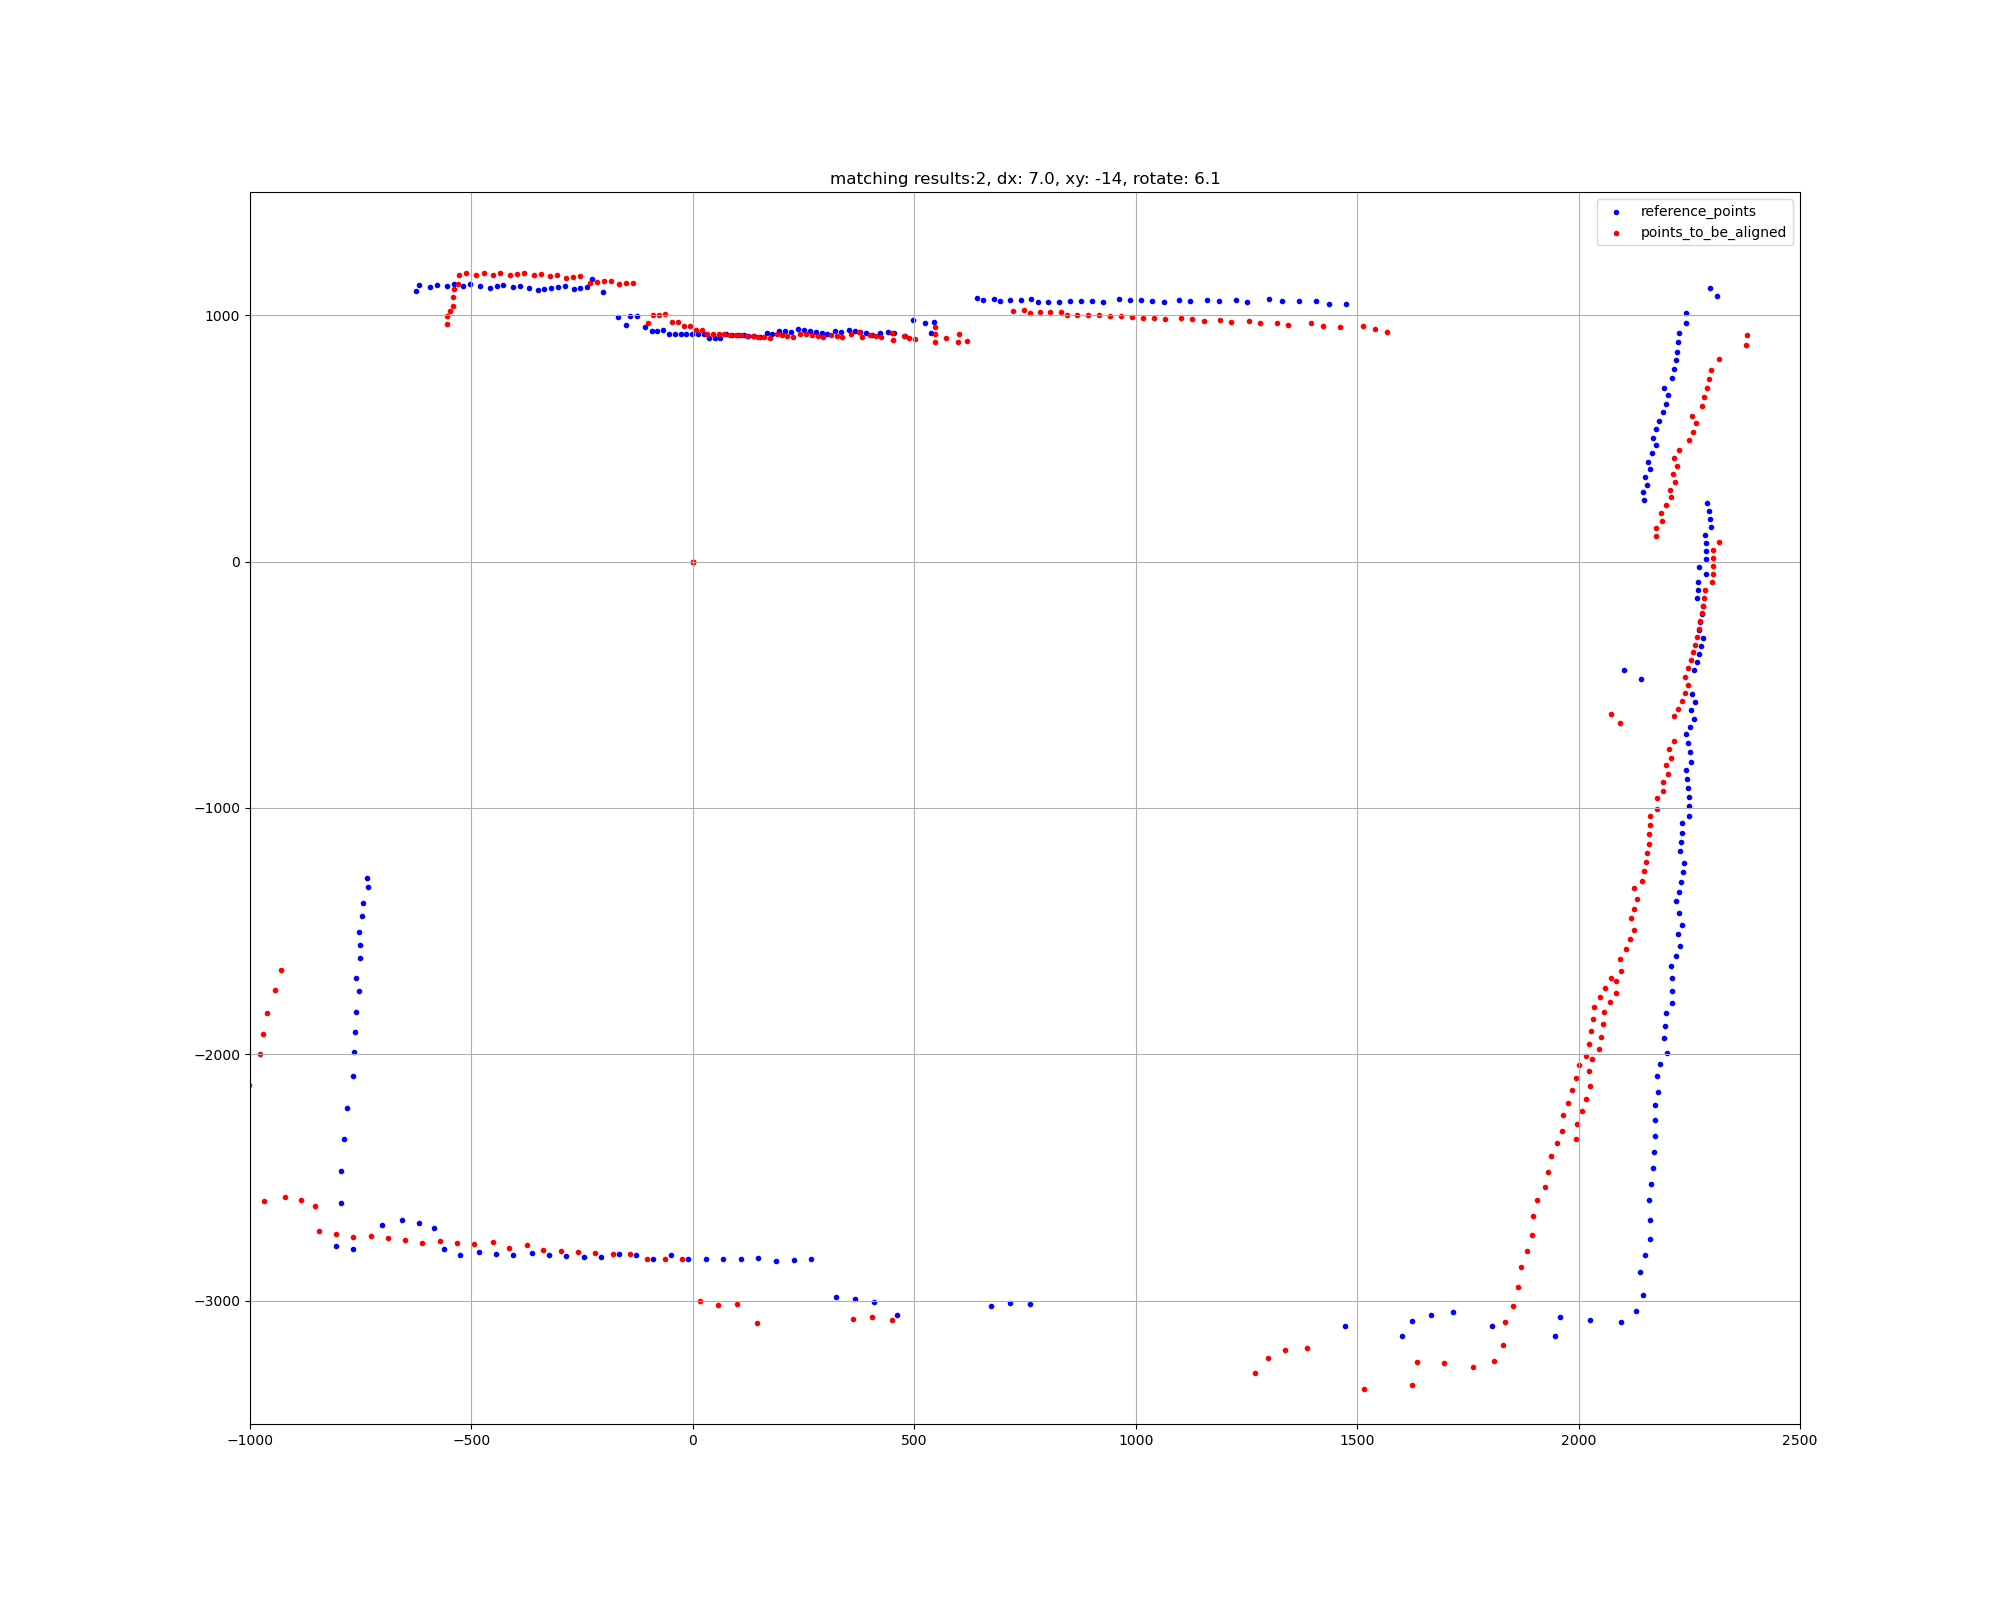 matching results:2, dx: 7.0, xy: -14, rotate: 6.1
reference_points
points_to_be_aligned
1000
0
−1000
−2000
−3000
−1000 −500 0 500 1000 1500 2000 2500